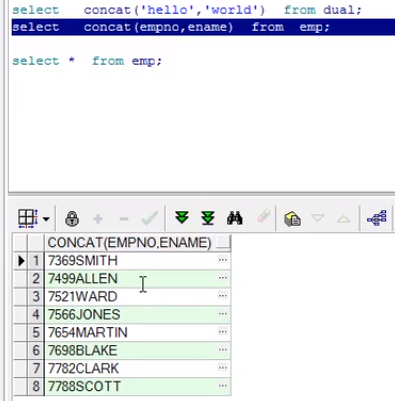 select   concat('hello','world')  from dual;
select   concat(empno,ename)  from  emp;
select *  from emp;
CONCAT(EMPNO,ENAME)
1 7369SMITH ...
2 7499ALLEN ...
3 7521WARD ...
4 7566JONES ...
5 7654MARTIN ...
6 7698BLAKE ...
7 7782CLARK ...
8 7788SCOTT ...